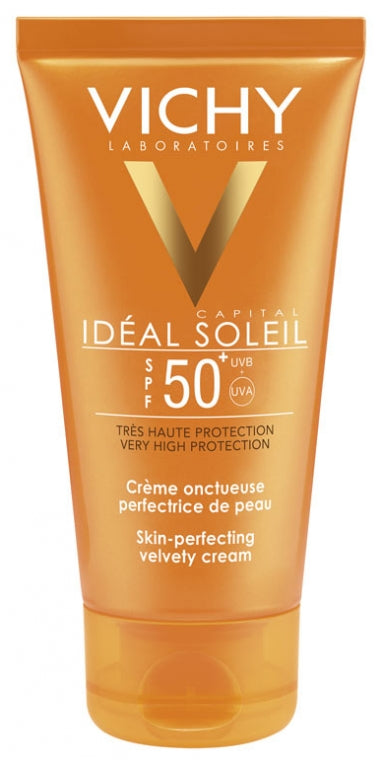 VICHY
LABORATOIRES
V
CAPITAL
IDÉAL SOLEIL
SPF 50+ UVB + UVA
TRÈS HAUTE PROTECTION
VERY HIGH PROTECTION
Crème onctueuse
perfectrice de peau
Skin-perfecting
velvety cream